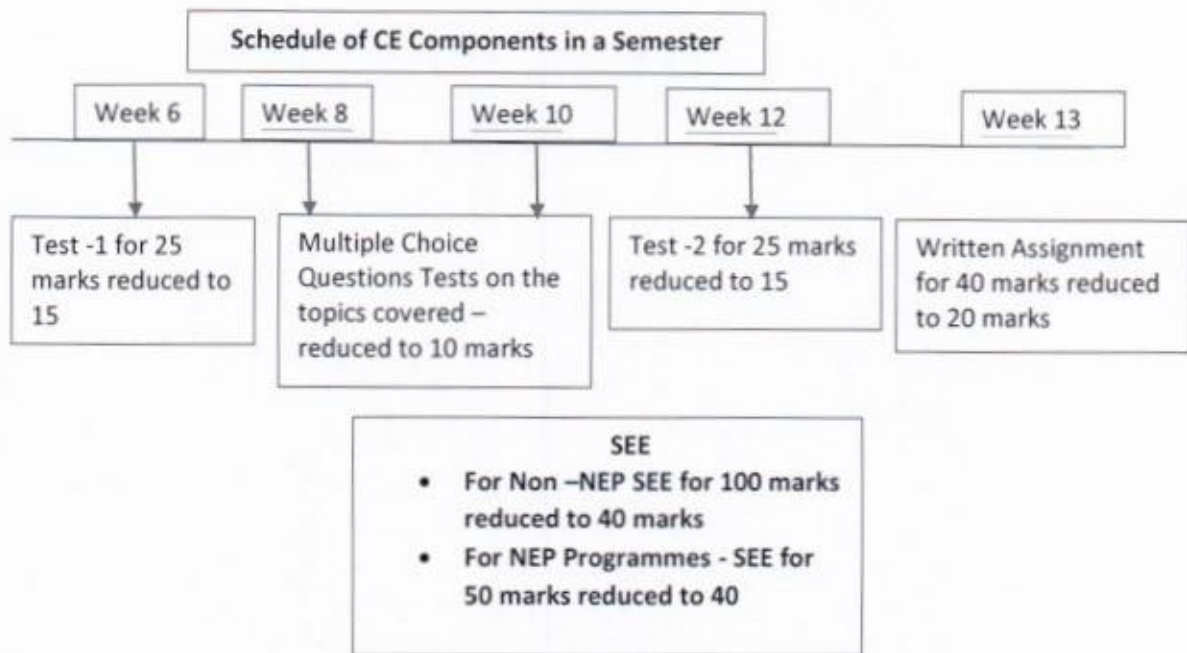 Schedule of CE Components in a Semester
Week 6
Week 8
Week 10
Week 12
Week 13
Test -1 for 25
marks reduced to
15
Multiple Choice
Questions Tests on the
topics covered –
reduced to 10 marks
Test -2 for 25 marks
reduced to 15
Written Assignment
for 40 marks reduced
to 20 marks
SEE
• For Non –NEP SEE for 100 marks
reduced to 40 marks
• For NEP Programmes - SEE for
50 marks reduced to 40